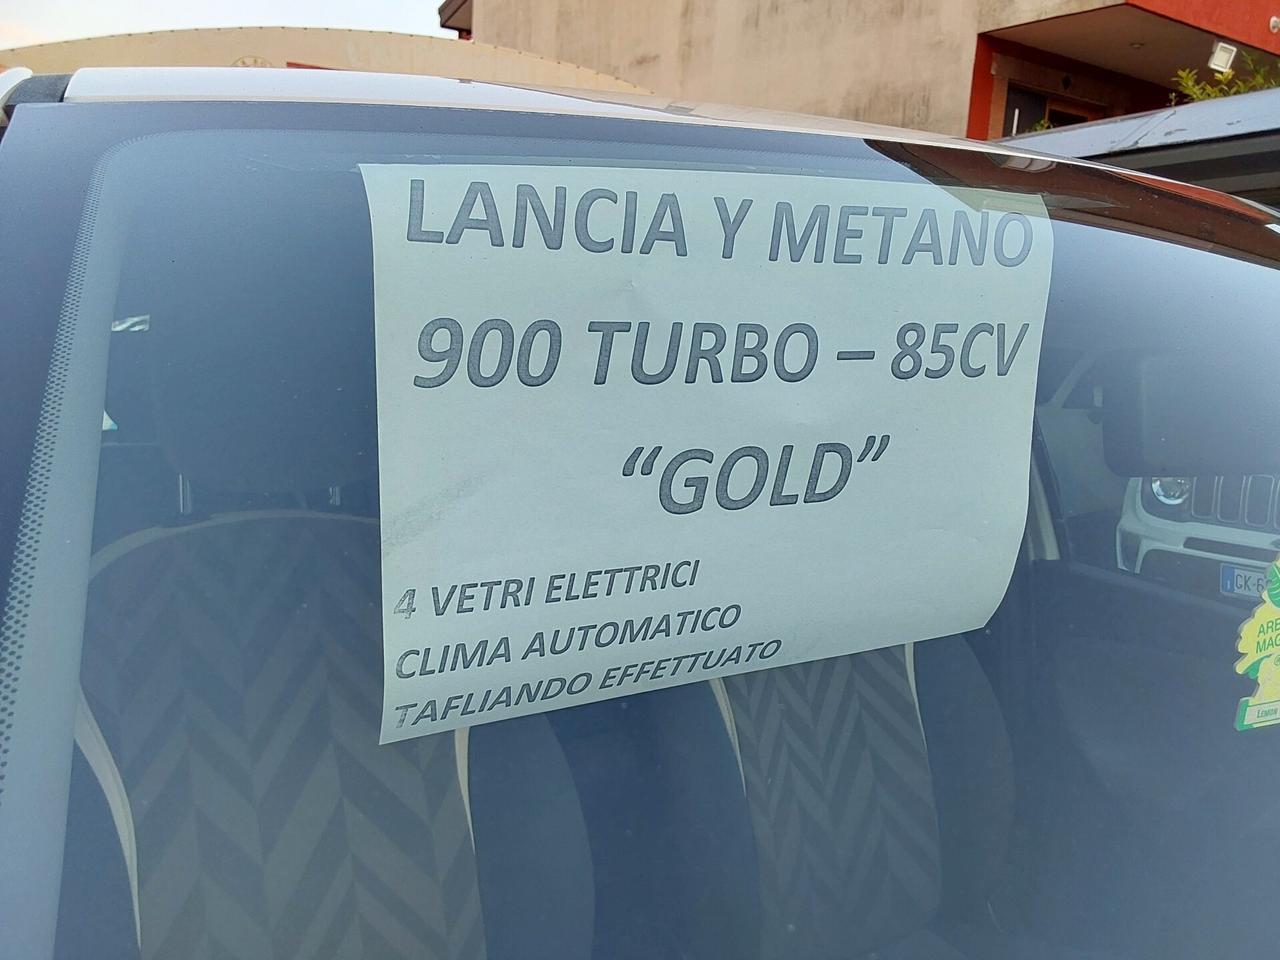 LANCIA Y METANO
900 TURBO – 85CV
“GOLD”
4 VETRI ELETTRICI
CLIMA AUTOMATICO
TAFLIANDO EFFETTUATO